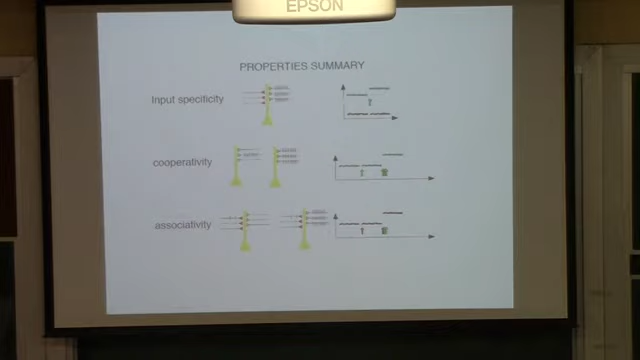 EPSON
PROPERTIES SUMMARY
Input specificity
cooperativity
associativity